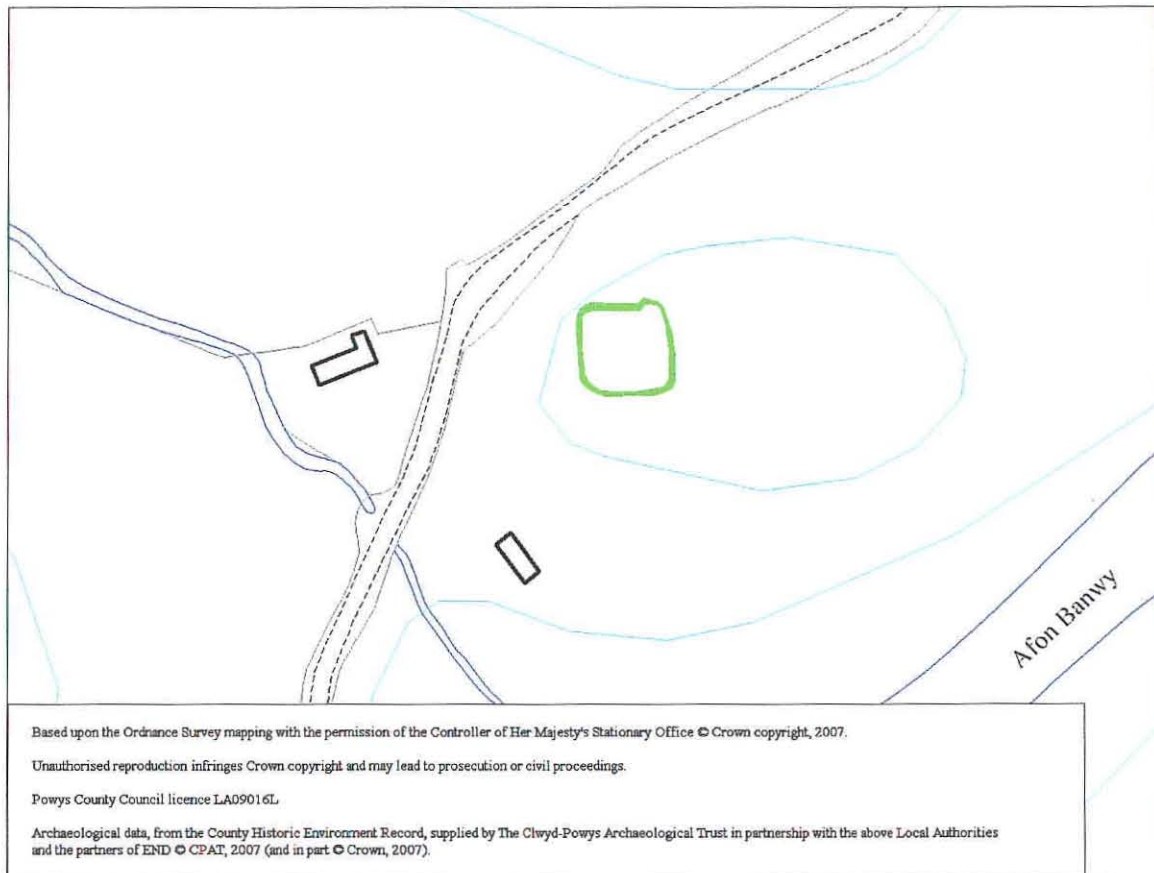 Afon Banwy
Based upon the Ordnance Survey mapping with the permission of the Controller of Her Majesty's Stationary Office © Crown copyright, 2007.
Unauthorised reproduction infringes Crown copyright and may lead to prosecution or civil proceedings.
Powys County Council licence LA09016L
Archaeological data, from the County Historic Environment Record, supplied by The Clwyd-Powys Archaeological Trust in partnership with the above Local Authorities
and the partners of END © CPAT, 2007 (and in part © Crown, 2007).